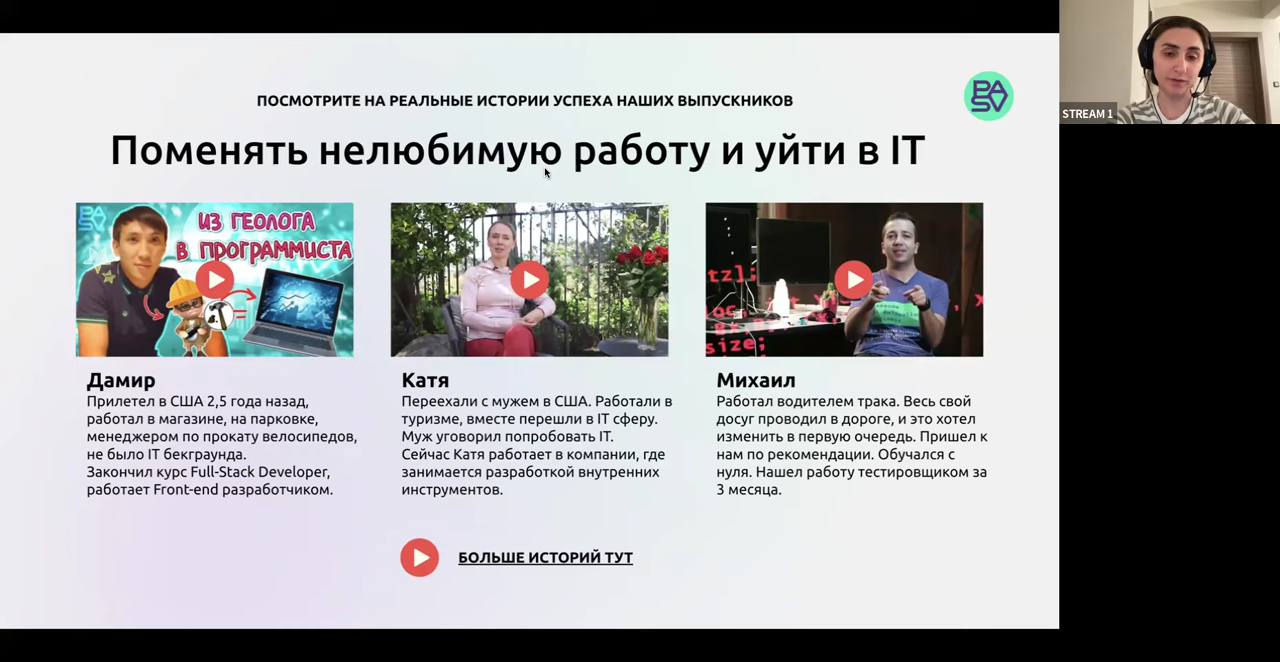 ПОСМОТРИТЕ НА РЕАЛЬНЫЕ ИСТОРИИ УСПЕХА НАШИХ ВЫПУСКНИКОВ
PASV
STREAM 1
Поменять нелюбимую работу и уйти в IT
PASV
ИЗ ГЕОЛОГА
В ПРОГРАММИСТА
tz);
size;
Дамир
Прилетел в США 2,5 года назад,
работал в магазине, на парковке,
менеджером по прокату велосипедов,
не было IT бекграунда.
Закончил курс Full-Stack Developer,
работает Front-end разработчиком.
Катя
Переехали с мужем в США. Работали в
туризме, вместе перешли в IT сферу.
Муж уговорил попробовать IT.
Сейчас Катя работает в компании, где
занимается разработкой внутренних
инструментов.
Михаил
Работал водителем трака. Весь свой
досуг проводил в дороге, и это хотел
изменить в первую очередь. Пришел к
нам по рекомендации. Обучался с
нуля. Нашел работу тестировщиком за
3 месяца.
БОЛЬШЕ ИСТОРИЙ ТУТ